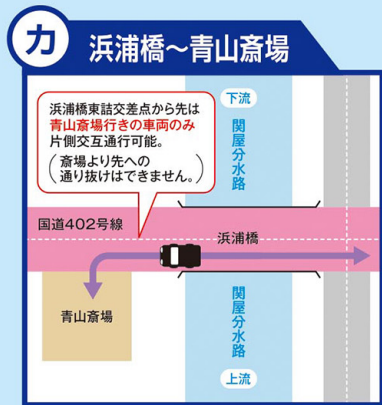 カ
浜浦橋～青山斎場
浜浦橋東詰交差点から先は
青山斎場行きの車両のみ
片側交互通行可能。
（斎場より先への
通り抜けはできません。）
下流
関屋分水路
国道402号線
浜浦橋
青山斎場
関屋分水路
上流